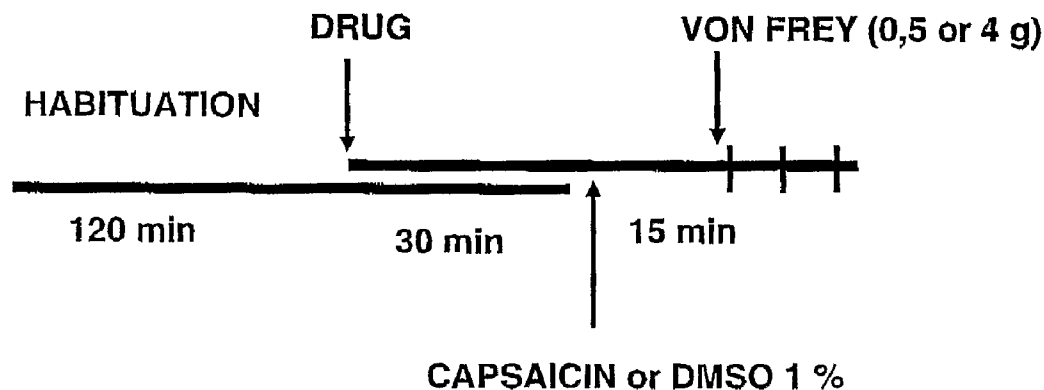 DRUG
VON FREY (0,5 or 4 g)
HABITUATION
120 min
30 min
15 min
CAPSAICIN or DMSO 1 %